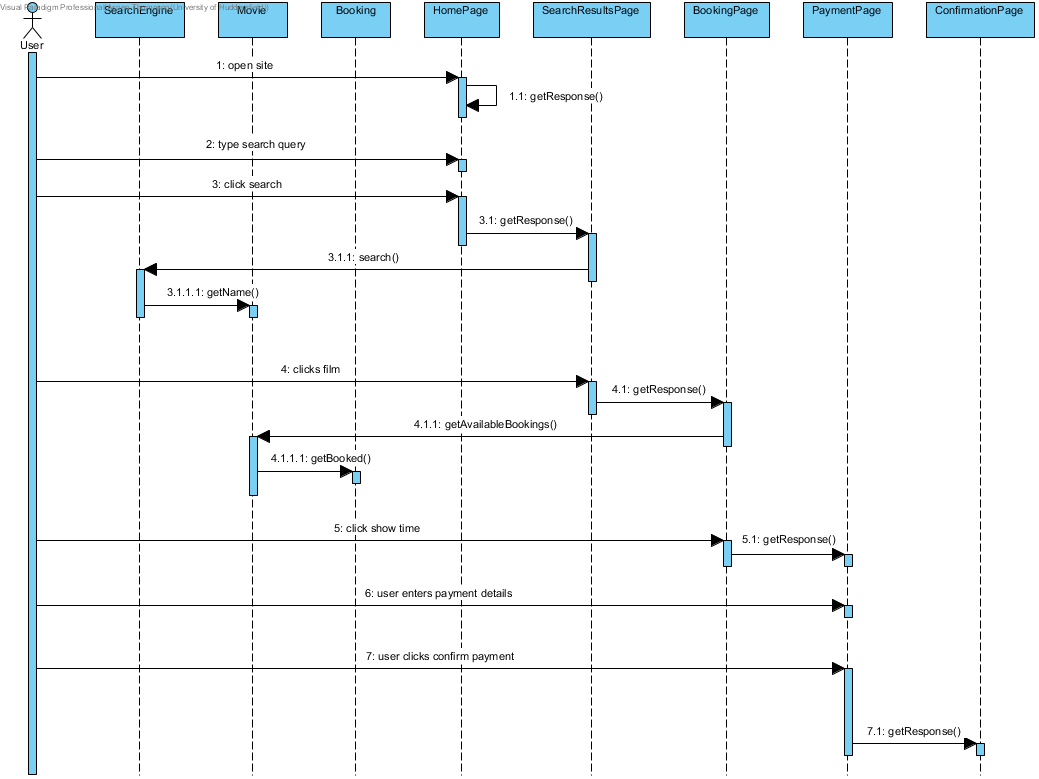 Visual Paradigm Professional
University of Huddersfield
SearchEngine
Movie
Booking
HomePage
SearchResultsPage
BookingPage
PaymentPage
ConfirmationPage
User
1: open site
1.1: getResponse()
2: type search query
3: click search
3.1: getResponse()
3.1.1: search()
3.1.1.1: getName()
4: clicks film
4.1: getResponse()
4.1.1: getAvailableBookings()
4.1.1.1: getBooked()
5: click show time
5.1: getResponse()
6: user enters payment details
7: user clicks confirm payment
7.1: getResponse()